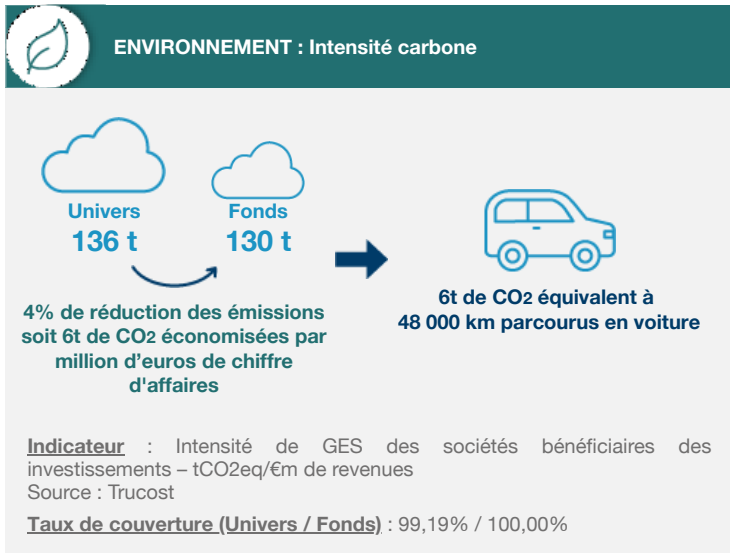 ENVIRONNEMENT : Intensité carbone
Univers
136 t
Fonds
130 t
4% de réduction des émissions
soit 6t de CO2 économisées par
million d’euros de chiffre
d'affaires
6t de CO2 équivalent à
48 000 km parcourus en voiture
Indicateur : Intensité de GES des sociétés bénéficiaires des
investissements – tCO2eq/€m de revenues
Source : Trucost
Taux de couverture (Univers / Fonds) : 99,19% / 100,00%